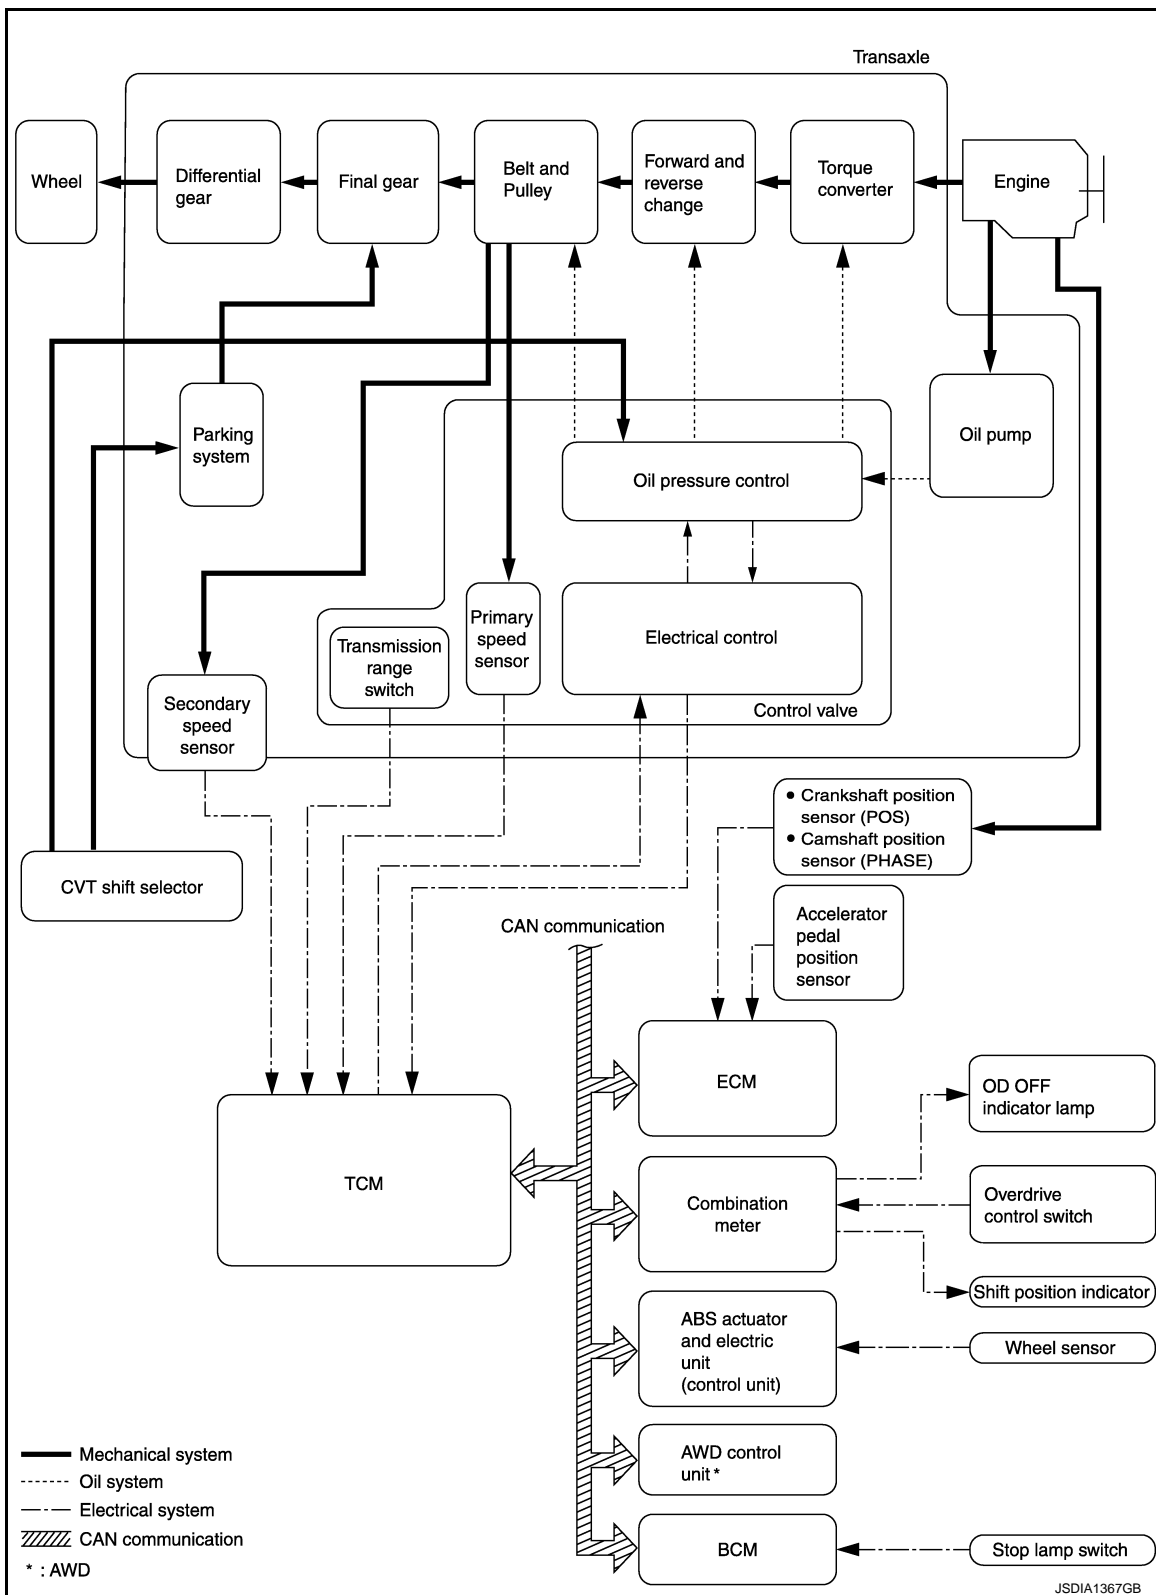 Transaxle
Wheel
Differential
gear
Final gear
Belt and
Pulley
Forward and
reverse
change
Torque
converter
Engine
Parking
system
Oil pressure control
Oil pump
Electrical control
Primary
speed
sensor
Transmission
range
switch
Control valve
Secondary
speed
sensor
CVT shift selector
• Crankshaft position
sensor (POS)
• Camshaft position
sensor (PHASE)
Accelerator
pedal
position
sensor
CAN communication
ECM
TCM
Combination
meter
OD OFF
indicator lamp
Overdrive
control switch
Shift position indicator
ABS actuator
and electric
unit
(control unit)
Wheel sensor
AWD control
unit *
BCM
Stop lamp switch
Mechanical system
Oil system
Electrical system
CAN communication
* : AWD
JSDIA1367GB